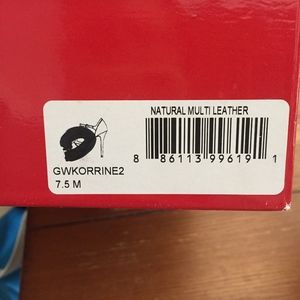 NATURAL MULTI LEATHER
8 86113 99619 1
GWKORRINE2
7.5 M